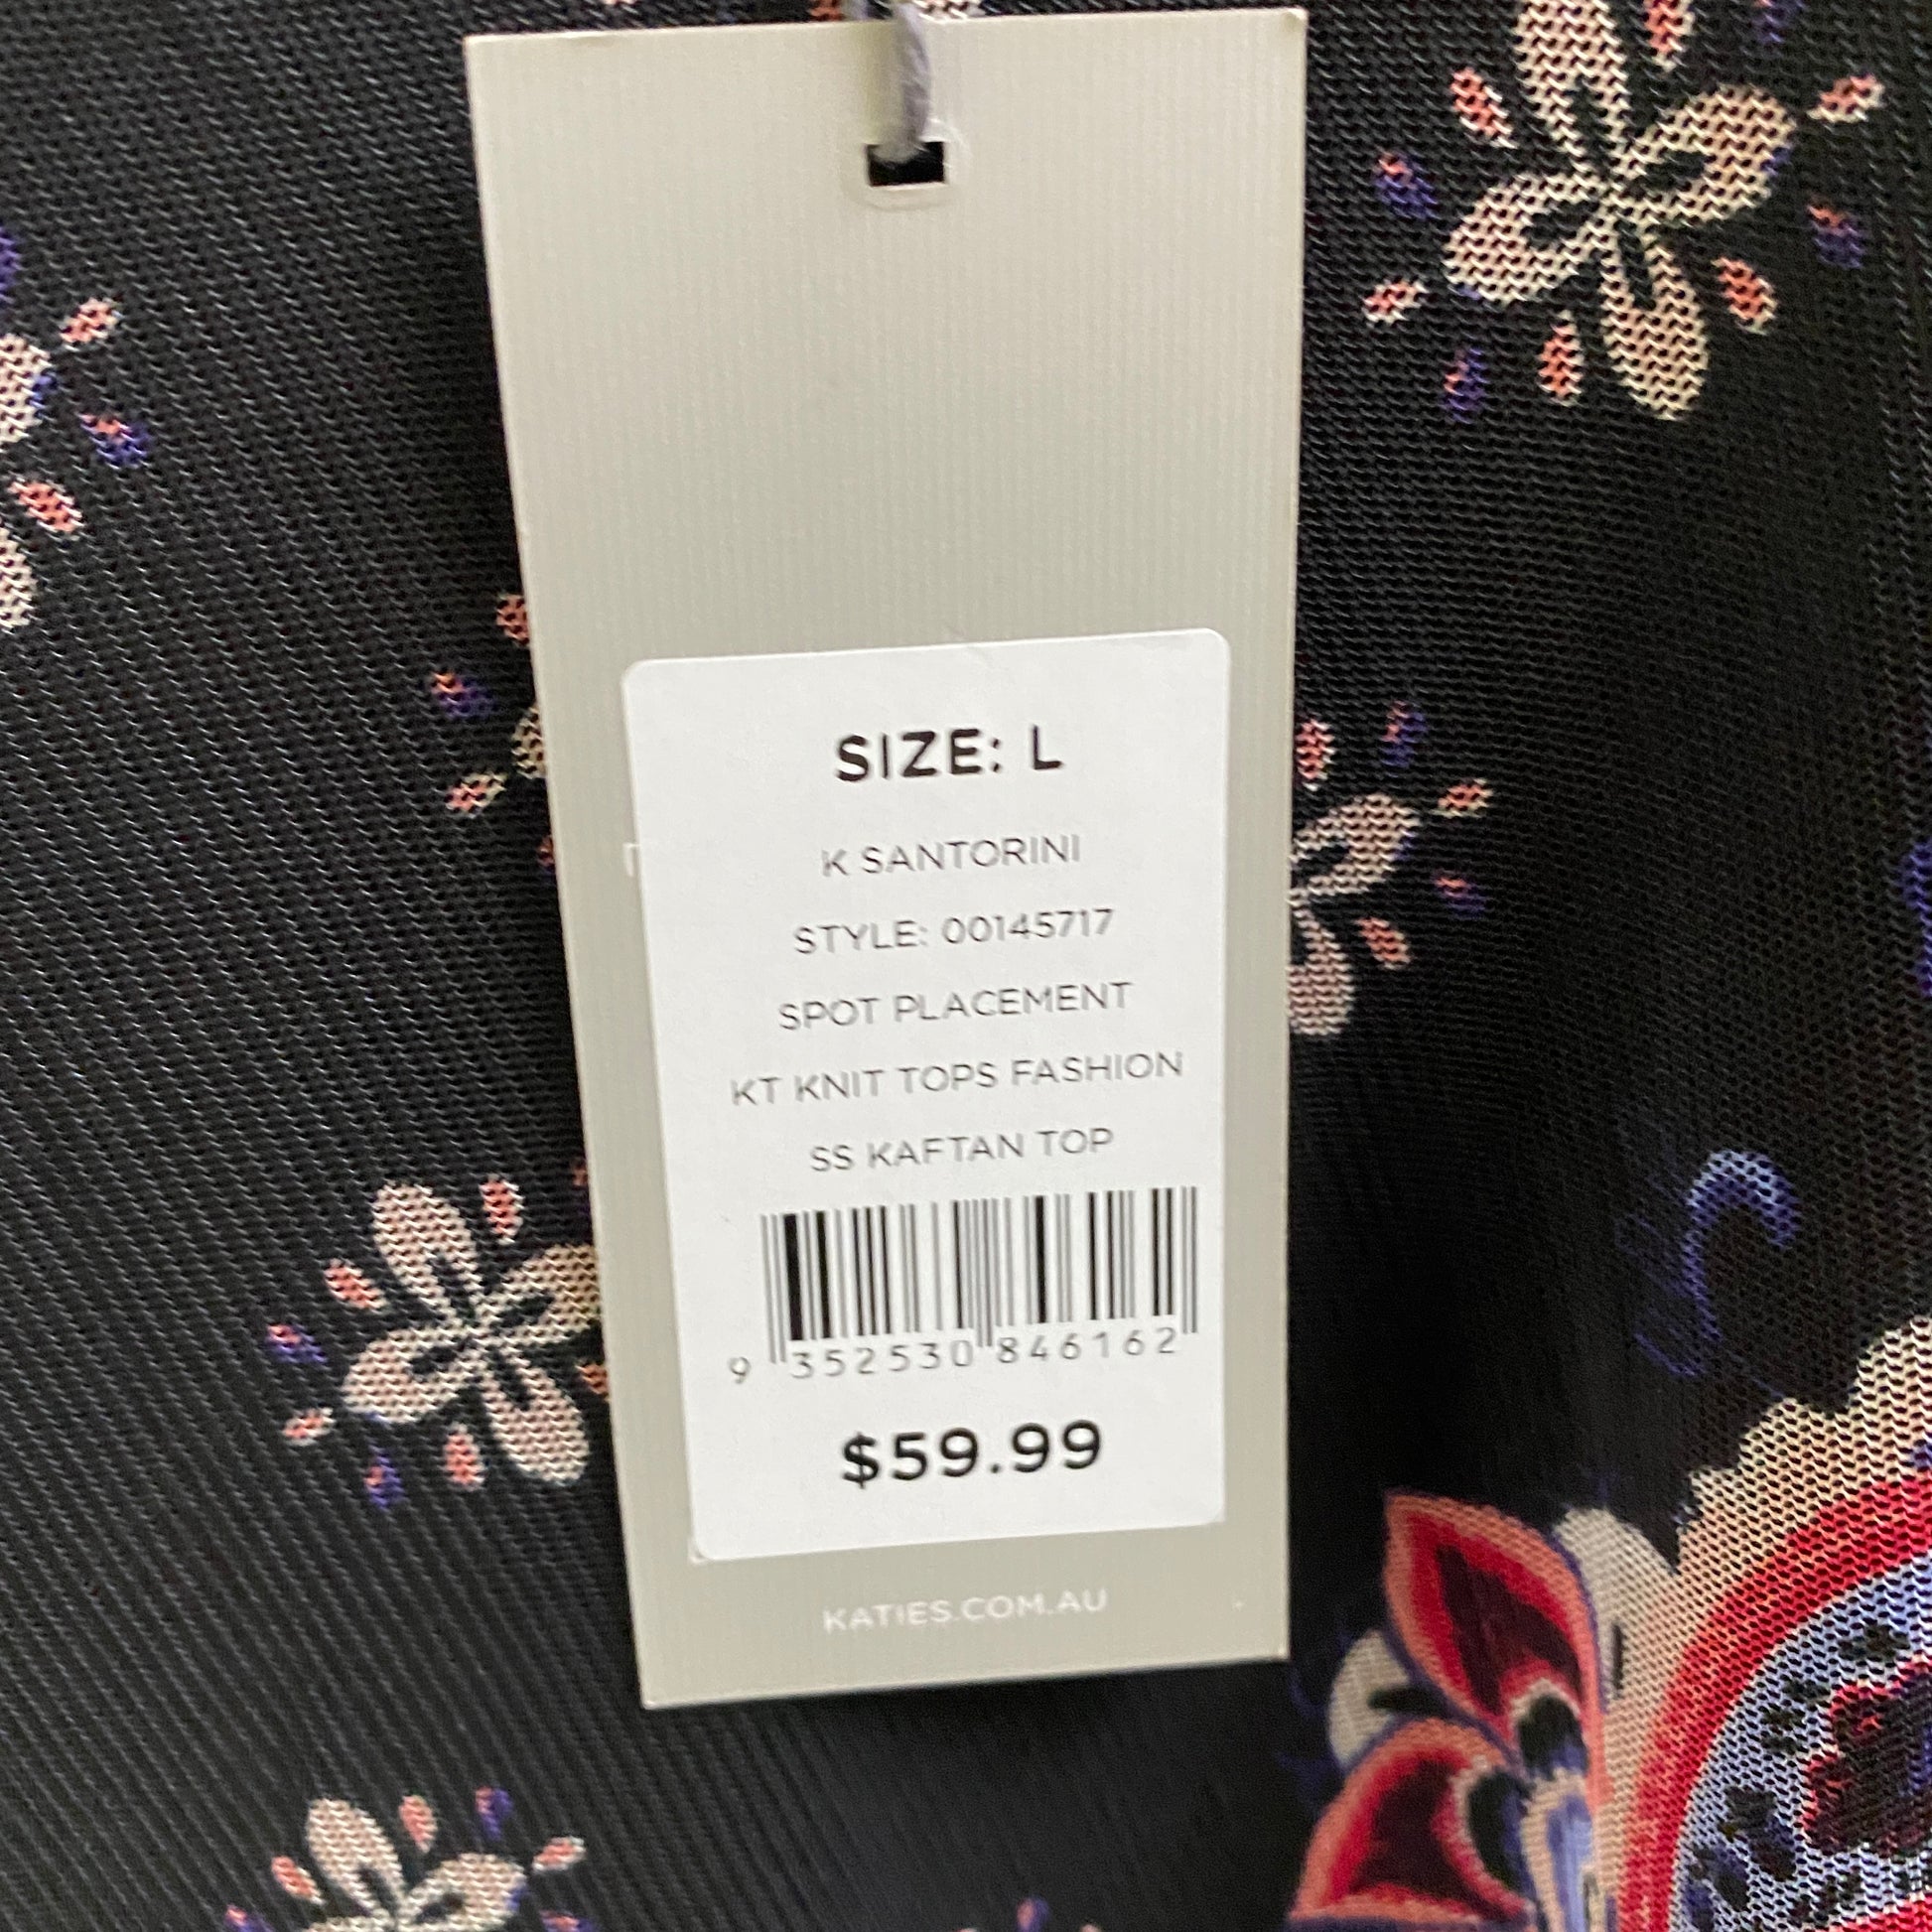 SIZE: L
K SANTORINI
STYLE: 00145717
SPOT PLACEMENT
KT KNIT TOPS FASHION
SS KAFTAN TOP
9 352530 846162
$59.99
KATIES.COM.AU